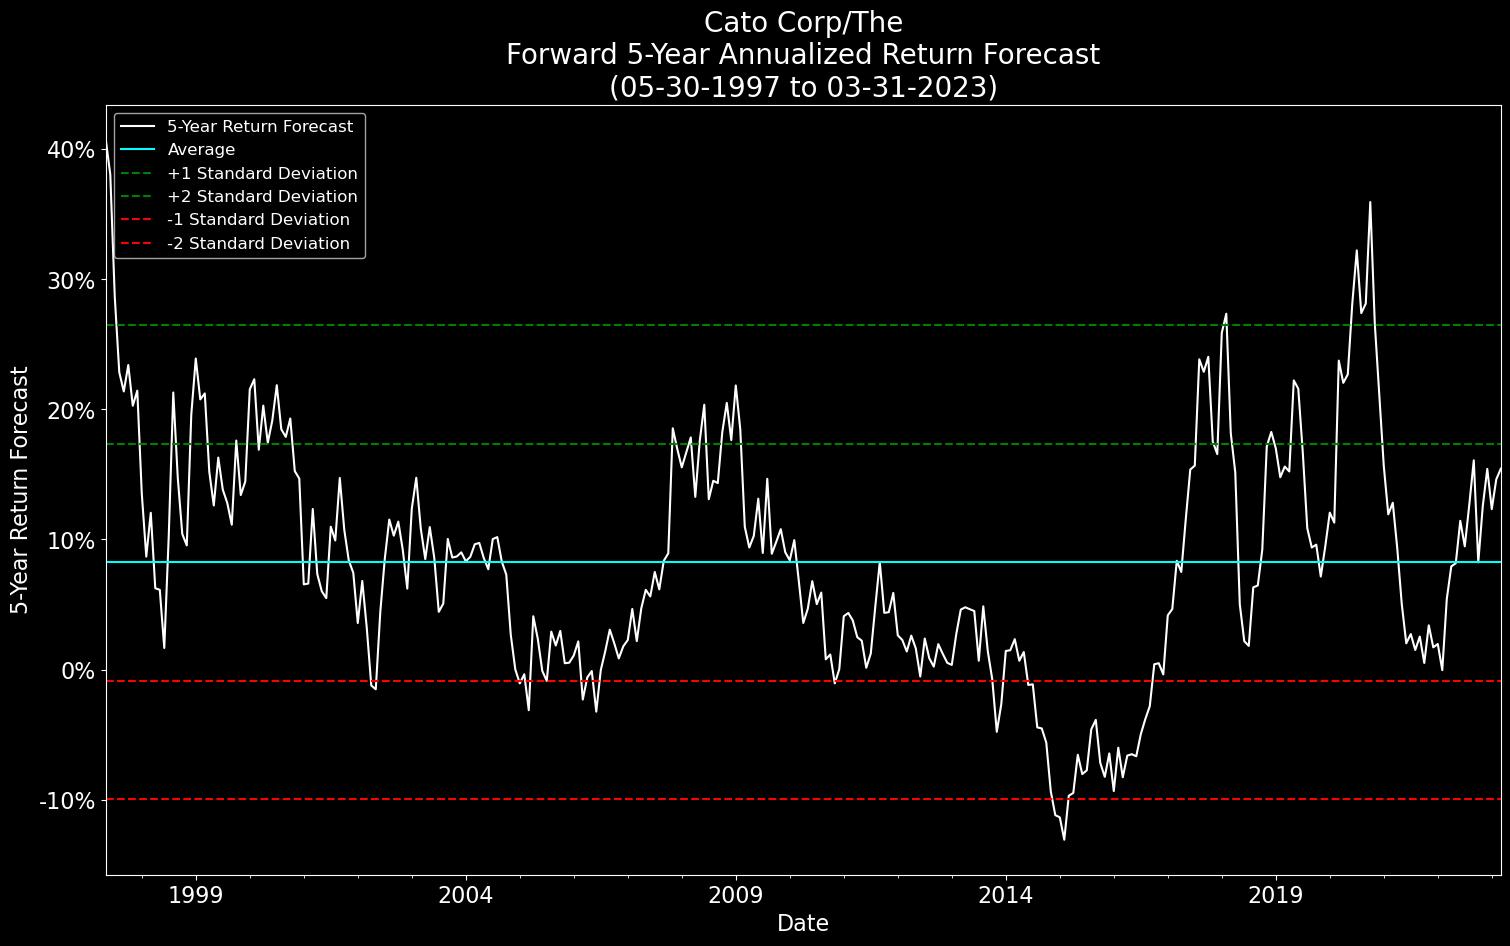 Cato Corp/The
Forward 5-Year Annualized Return Forecast
(05-30-1997 to 03-31-2023)
5-Year Return Forecast
Average
+1 Standard Deviation
+2 Standard Deviation
-1 Standard Deviation
-2 Standard Deviation
40%
30%
20%
10%
0%
-10%
5-Year Return Forecast
1999
2004
2009
2014
2019
Date